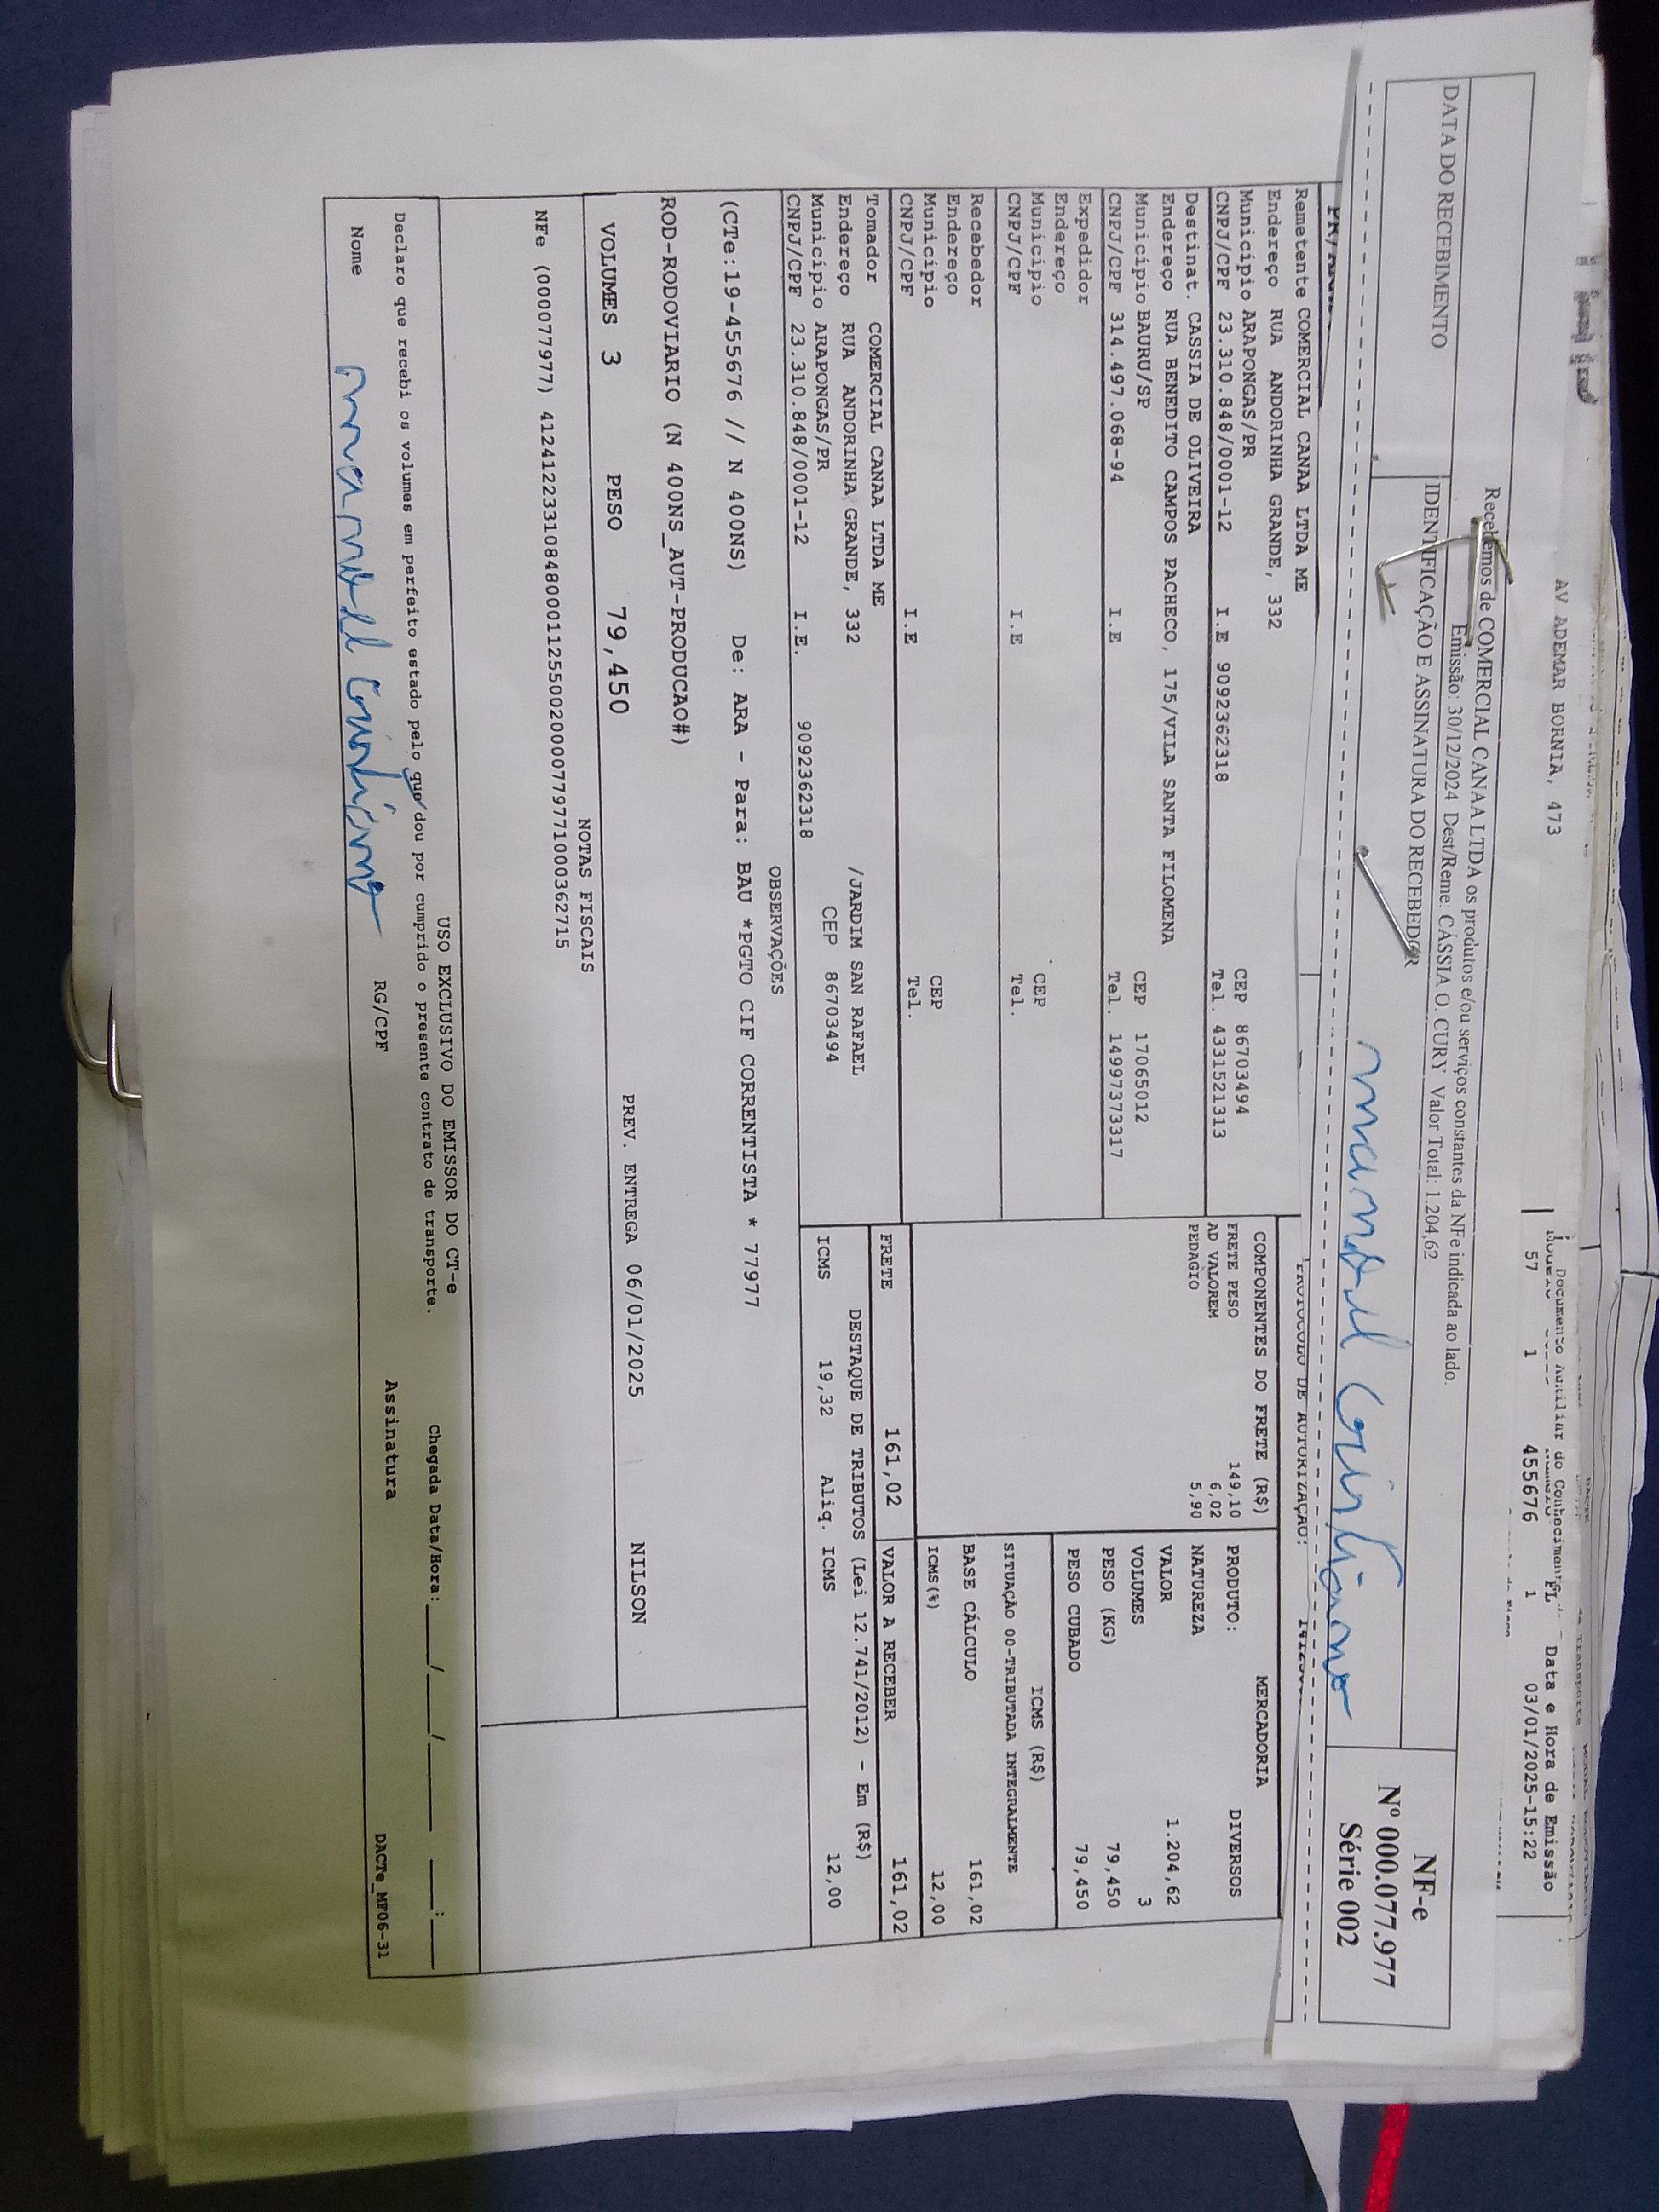 AV ADEMAR BORNIA, 473
Documento Auxiliar do Conhecimento
FL
Data e Hora de Emissão
57 1 455676 1 03/01/2025-15:22
Recebemos de COMERCIAL CANAA LTDA os produtos e/ou serviços constantes da NFe indicada ao lado.
Emissão: 30/12/2024 Dest/Reme: CÁSSIA O. CURY Valor Total: 1.204,62
DATA DO RECEBIMENTO
IDENTIFICAÇÃO E ASSINATURA DO RECEBEDOR
NF-e
Nº 000.077.977
Série 002
PROTOCOLO DE AUTORIZAÇÃO:
Remetente COMERCIAL CANAA LTDA ME
Endereço RUA ANDORINHA GRANDE, 332
Município ARAPONGAS/PR CEP 86703494
CNPJ/CPF 23.310.848/0001-12 I.E 9092362318 Tel. 4331521313
Destinat. CASSIA DE OLIVEIRA
Endereço RUA BENEDITO CAMPOS PACHECO, 175/VILA SANTA FILOMENA
Município BAURU/SP CEP 17065012
CNPJ/CPF 314.497.068-94 I.E Tel. 14997373317
Expedidor
Endereço
Município CEP
CNPJ/CPF I.E Tel.
Recebedor
Endereço
Município CEP
CNPJ/CPF I.E Tel.
Tomador COMERCIAL CANAA LTDA ME
Endereço RUA ANDORINHA GRANDE, 332 /JARDIM SAN RAFAEL
Município ARAPONGAS/PR CEP 86703494
CNPJ/CPF 23.310.848/0001-12 I.E. 9092362318
COMPONENTES DO FRETE (R$)
FRETE PESO 149,10
AD VALOREM 6,02
PEDAGIO 5,90
MERCADORIA
PRODUTO: DIVERSOS
NATUREZA
VALOR 1.204,62
VOLUMES 3
PESO (KG) 79,450
PESO CUBADO 79,450
ICMS (R$)
SITUAÇÃO 00-TRIBUTADA INTEGRALMENTE
BASE CÁLCULO 161,02
ICMS(%) 12,00
FRETE 161,02 VALOR A RECEBER 161,02
DESTAQUE DE TRIBUTOS (Lei 12.741/2012) - Em (R$)
ICMS 19,32 Aliq. ICMS 12,00
OBSERVAÇÕES
(CTe:19-455676 // N 400NS) De: ARA - Para: BAU *PGTO CIF CORRENTISTA * 77977
ROD-RODOVIARIO (N 400NS_AUT-PRODUCAO#)
VOLUMES 3 PESO 79,450 PREV. ENTREGA 06/01/2025 NILSON
NOTAS FISCAIS
NFe (000077977) 41241223310848000112550020000779771000362715
USO EXCLUSIVO DO EMISSOR DO CT-e
Declaro que recebi os volumes em perfeito estado pelo que dou por cumprido o presente contrato de transporte. Chegada Data/Hora: ____/____/______ ____:____
Nome RG/CPF Assinatura
DACTe_MF06-31